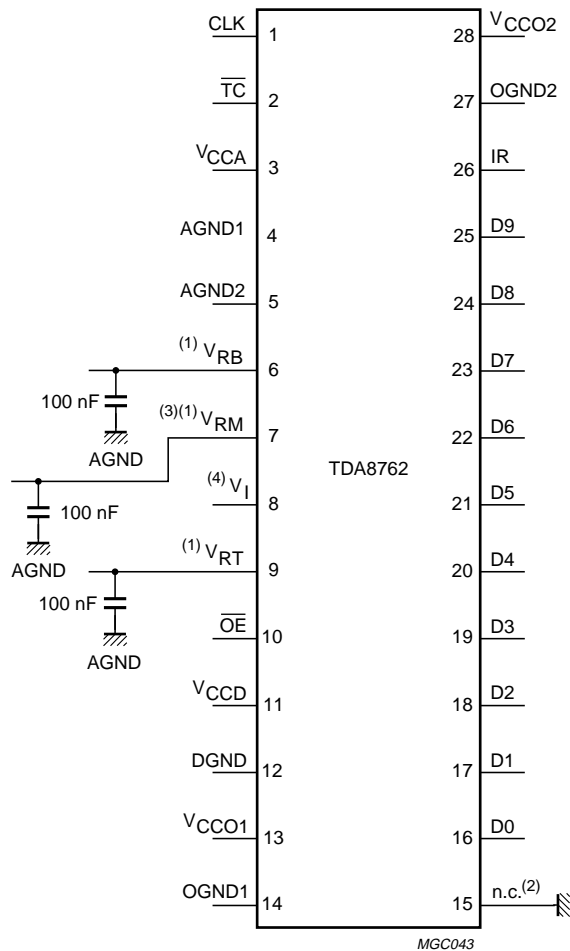 CLK 1 28 VCCO2
TC 2 27 OGND2
VCCA 3 26 IR
AGND1 4 25 D9
AGND2 5 24 D8
(1) VRB 6 23 D7
100 nF
AGND
(3)(1) VRM 7 22 D6
TDA8762
(4) VI 8 21 D5
100 nF
AGND
(1) VRT 9 20 D4
100 nF
AGND
OE 10 19 D3
VCCD 11 18 D2
DGND 12 17 D1
VCCO1 13 16 D0
OGND1 14 15 n.c.(2)
MGC043